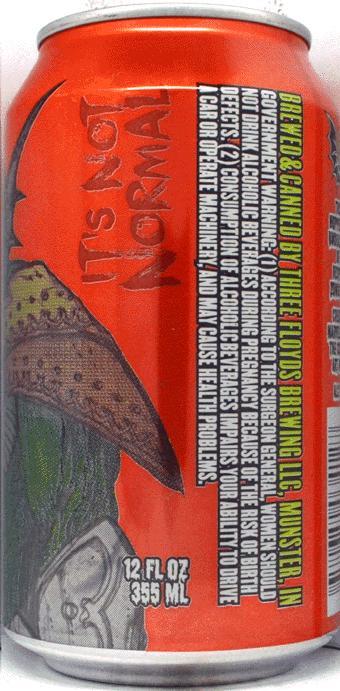 IT'S NOT
NORMAL
BREWED & CANNED BY THREE FLOYDS BREWING LLC, MUNSTER, IN
GOVERNMENT WARNING: (1) ACCORDING TO THE SURGEON GENERAL, WOMEN SHOULD
NOT DRINK ALCOHOLIC BEVERAGES DURING PREGNANCY BECAUSE OF THE RISK OF BIRTH
DEFECTS. (2) CONSUMPTION OF ALCOHOLIC BEVERAGES IMPAIRS YOUR ABILITY TO DRIVE
A CAR OR OPERATE MACHINERY, AND MAY CAUSE HEALTH PROBLEMS.
12 FL OZ
355 ML